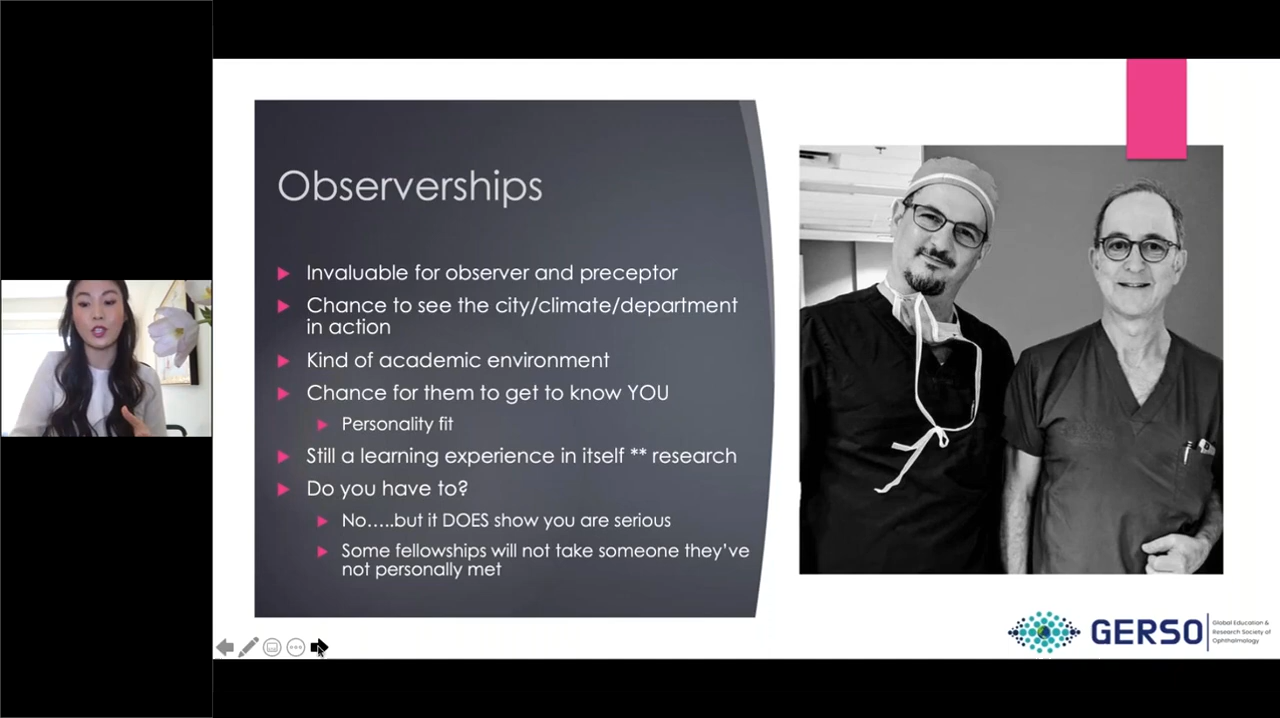 Observerships
Invaluable for observer and preceptor
Chance to see the city/climate/department
in action
Kind of academic environment
Chance for them to get to know YOU
Personality fit
Still a learning experience in itself ** research
Do you have to?
No.....but it DOES show you are serious
Some fellowships will not take someone they've
not personally met
GERSO
Global Education &
Research Society of
Ophthalmology